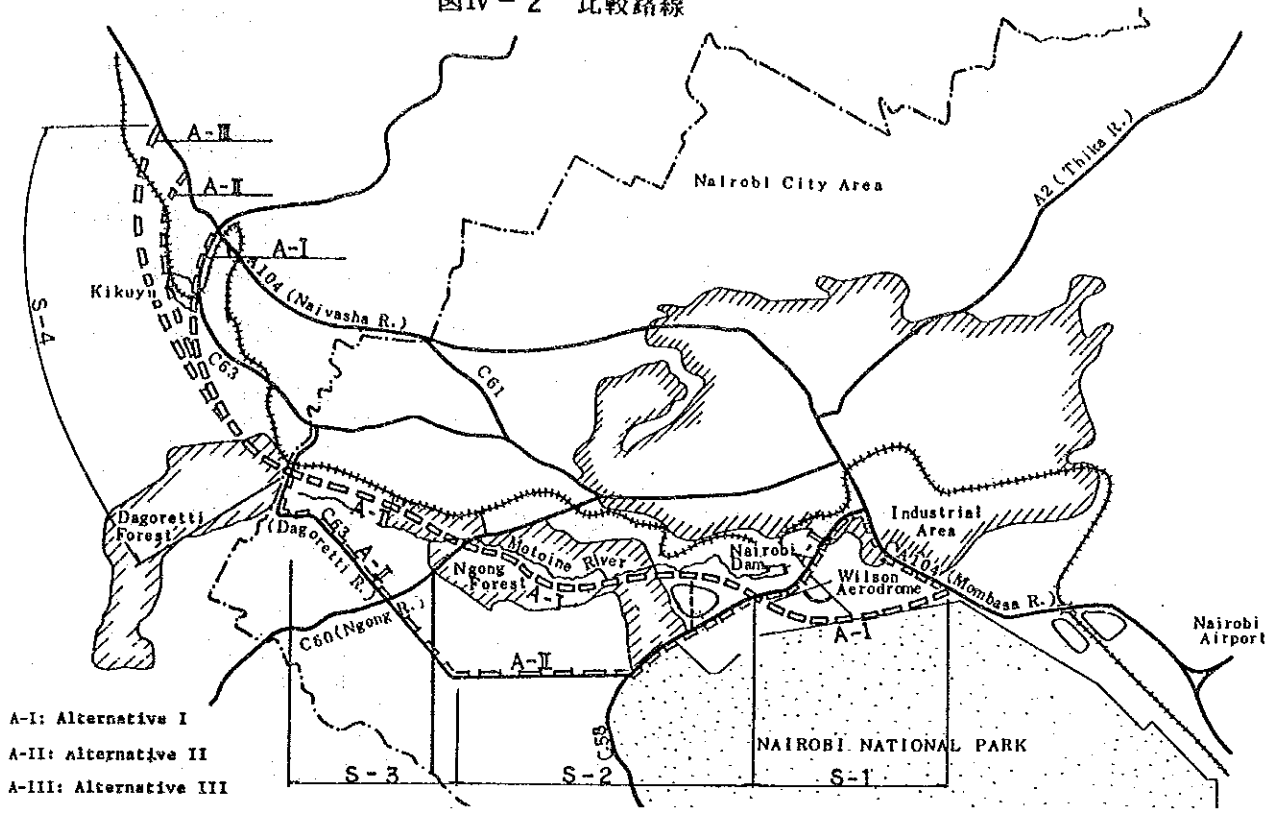 図Ⅳ-2 比較路線
A-Ⅲ
A-Ⅱ
A-Ⅰ
Nairobi City Area
A2 (Thika R.)
Kikuyu
S-4
A104 (Naivasha R.)
C63
C61
Dagoretti
Forest
(Dagoretti R.)
C63
A-Ⅱ
A-Ⅱ
Ngong
Forest
Motoine River
A-Ⅰ
Nairobi
Dam
Industrial
Area
Wilson
Aerodrome
A104 (Mombasa R.)
A-Ⅰ
Nairobi
Airport
C60 (Ngong R.)
A-Ⅱ
C58
NAIROBI NATIONAL PARK
S-3
S-2
S-1
A-I: Alternative I
A-II: Alternative II
A-III: Alternative III